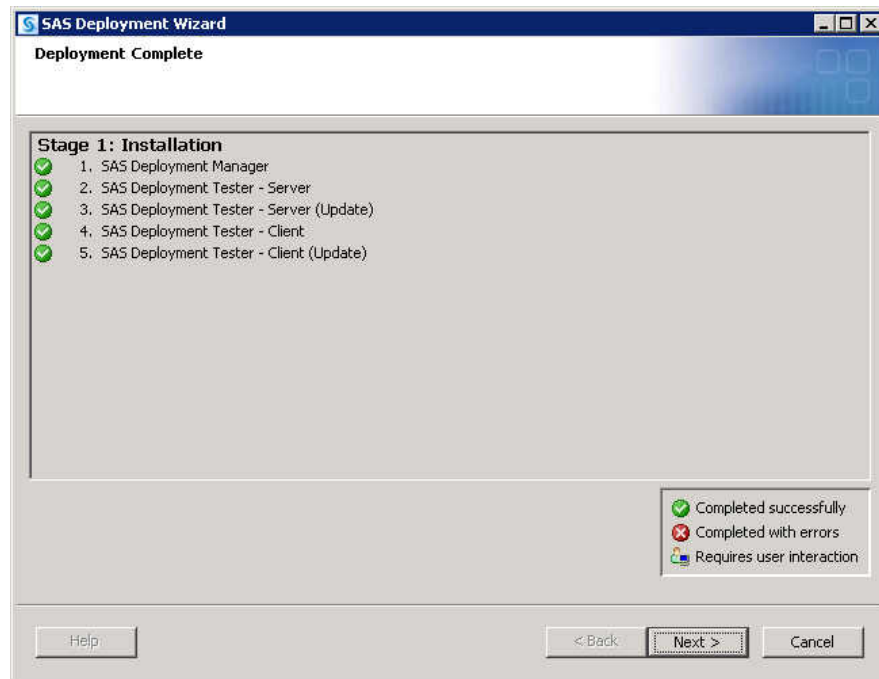 SAS Deployment Wizard
Deployment Complete
Stage 1: Installation
1. SAS Deployment Manager
2. SAS Deployment Tester - Server
3. SAS Deployment Tester - Server (Update)
4. SAS Deployment Tester - Client
5. SAS Deployment Tester - Client (Update)
Completed successfully
Completed with errors
Requires user interaction
Help < Back Next > Cancel